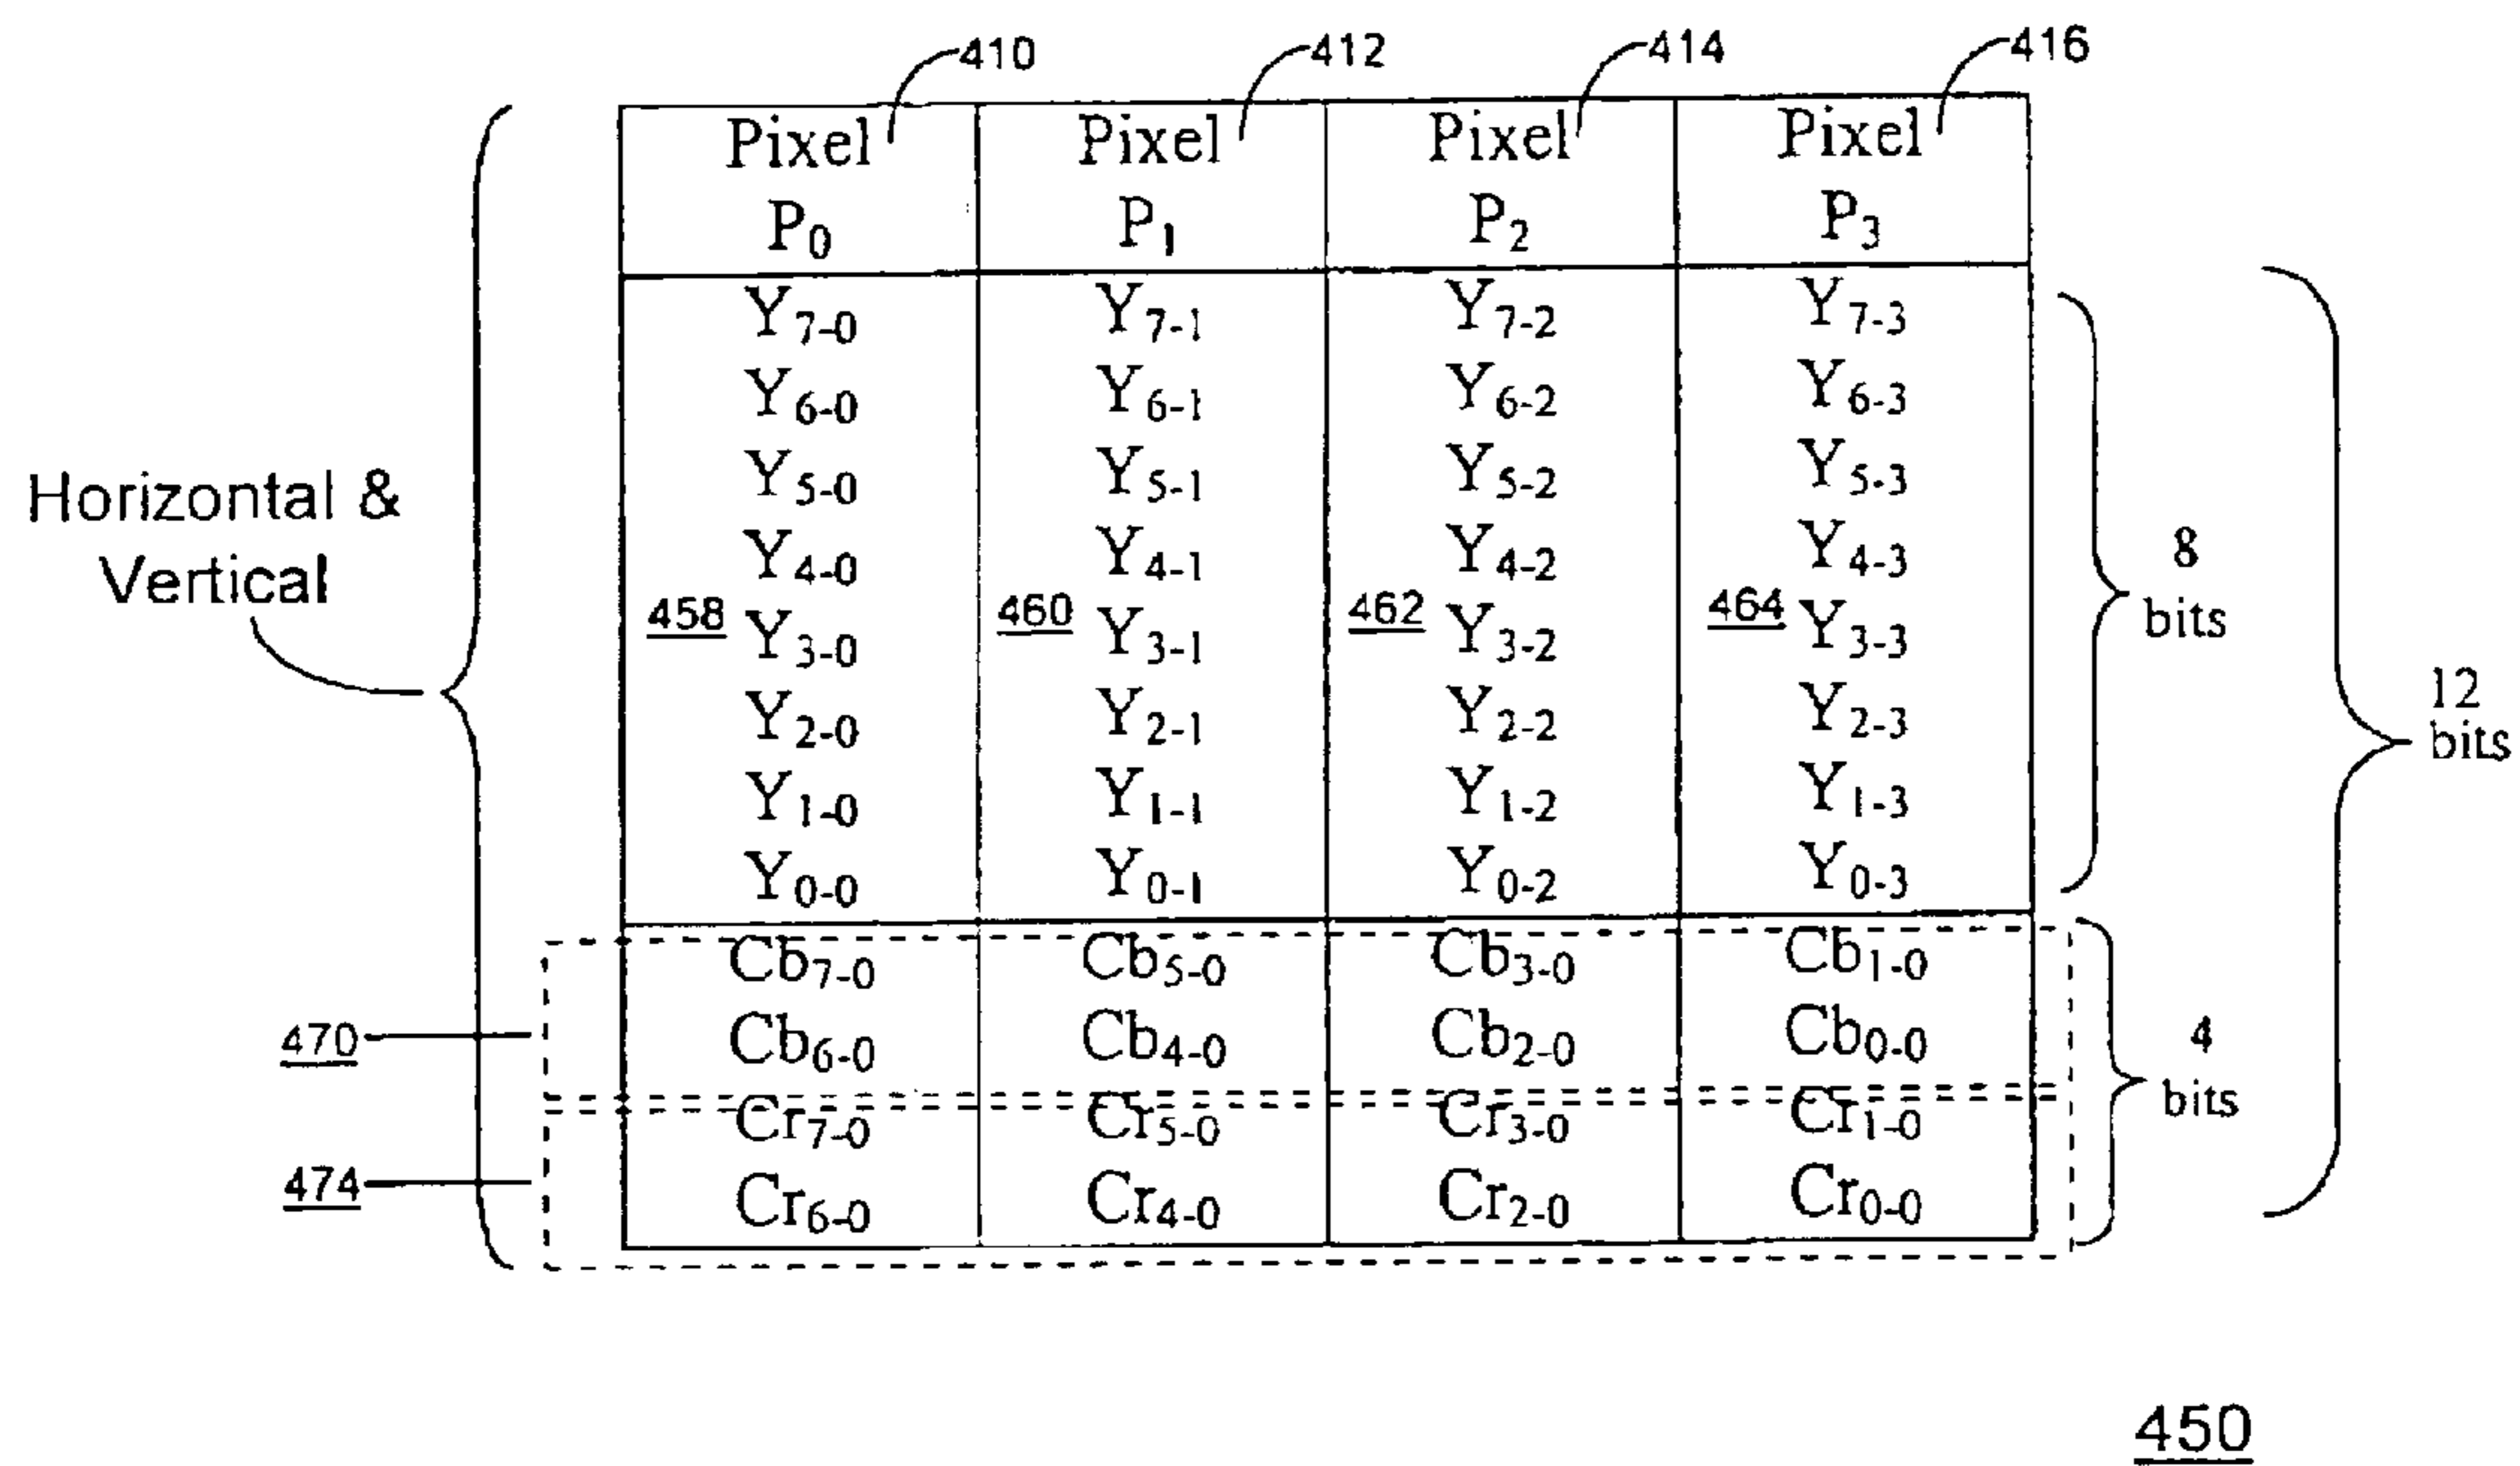 410 412 414 416
Pixel Pixel Pixel Pixel
P0 P1 P2 P3
Y7-0 Y7-1 Y7-2 Y7-3
Y6-0 Y6-1 Y6-2 Y6-3
Y5-0 Y5-1 Y5-2 Y5-3
Horizontal &
Vertical
Y4-0 Y4-1 Y4-2 Y4-3
8
bits
458 Y3-0 460 Y3-1 462 Y3-2 464 Y3-3
Y2-0 Y2-1 Y2-2 Y2-3
12
bits
Y1-0 Y1-1 Y1-2 Y1-3
Y0-0 Y0-1 Y0-2 Y0-3
Cb7-0 Cb5-0 Cb3-0 Cb1-0
470 Cb6-0 Cb4-0 Cb2-0 Cb0-0
4
bits
Cr7-0 Cr5-0 Cr3-0 Cr1-0
474 Cr6-0 Cr4-0 Cr2-0 Cr0-0
450